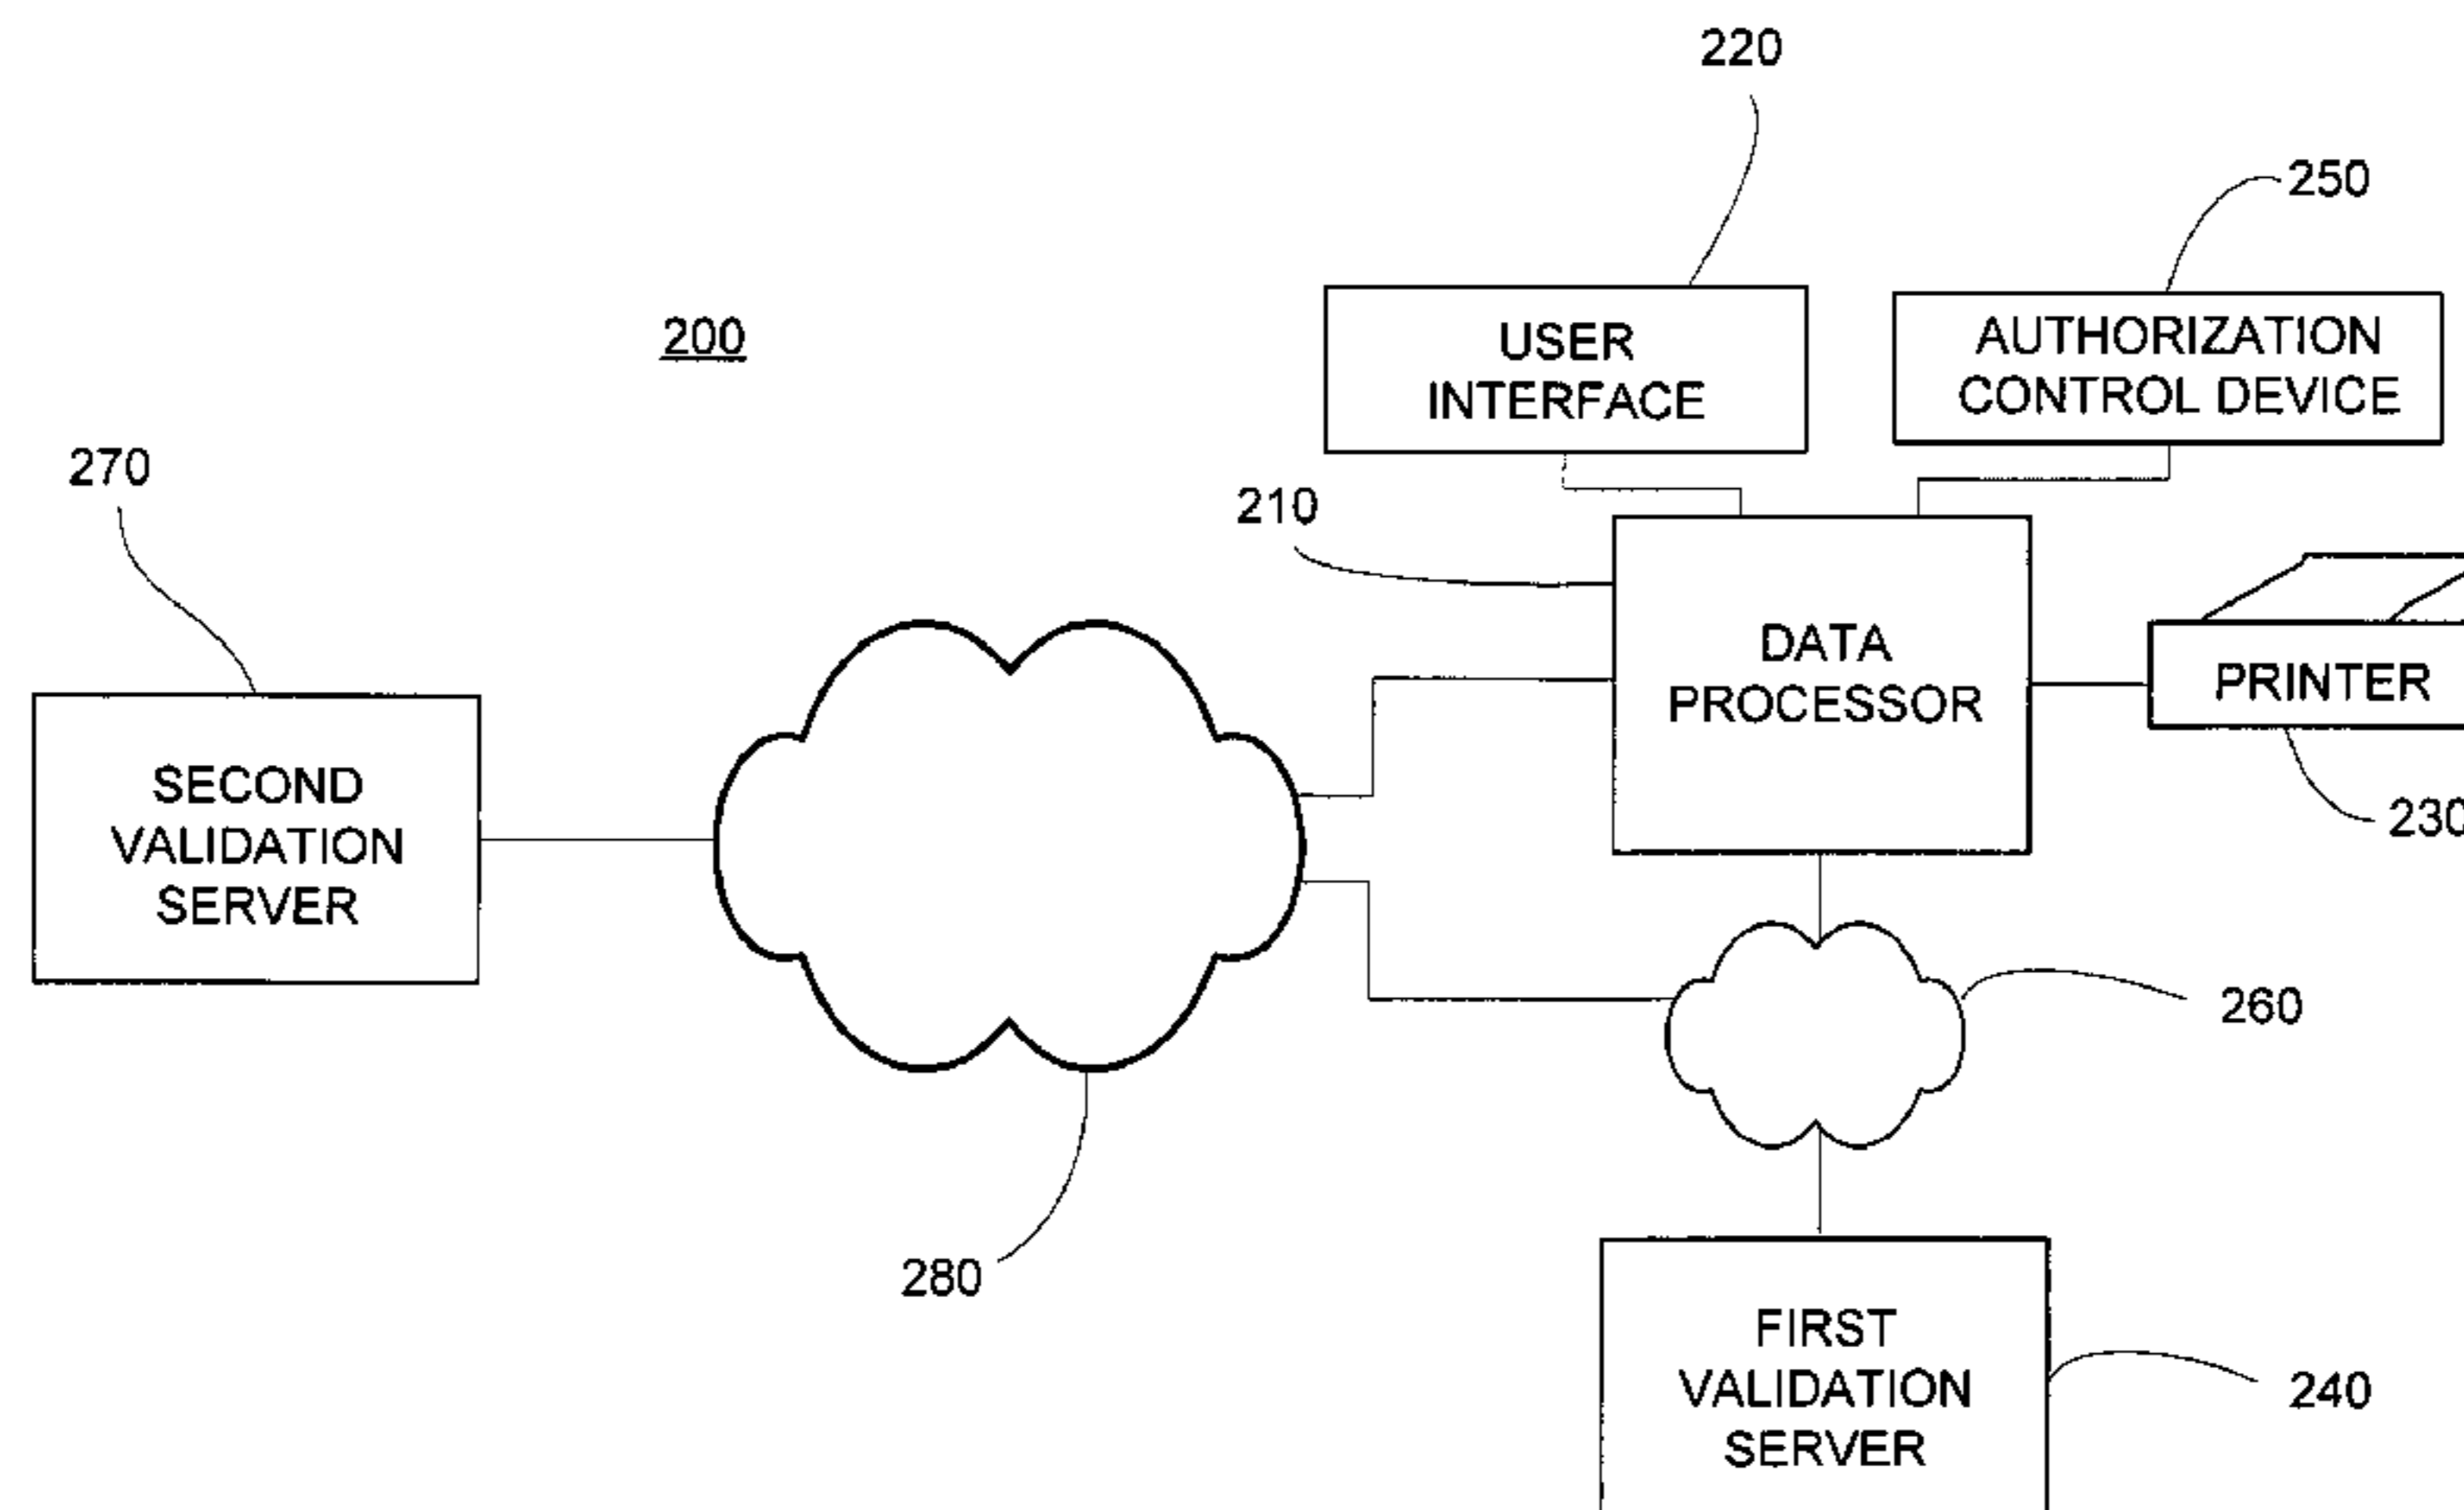 220
250
200
USER
INTERFACE
AUTHORIZATION
CONTROL DEVICE
270
210
DATA
PROCESSOR
PRINTER
SECOND
VALIDATION
SERVER
230
260
280
FIRST
VALIDATION
SERVER
240